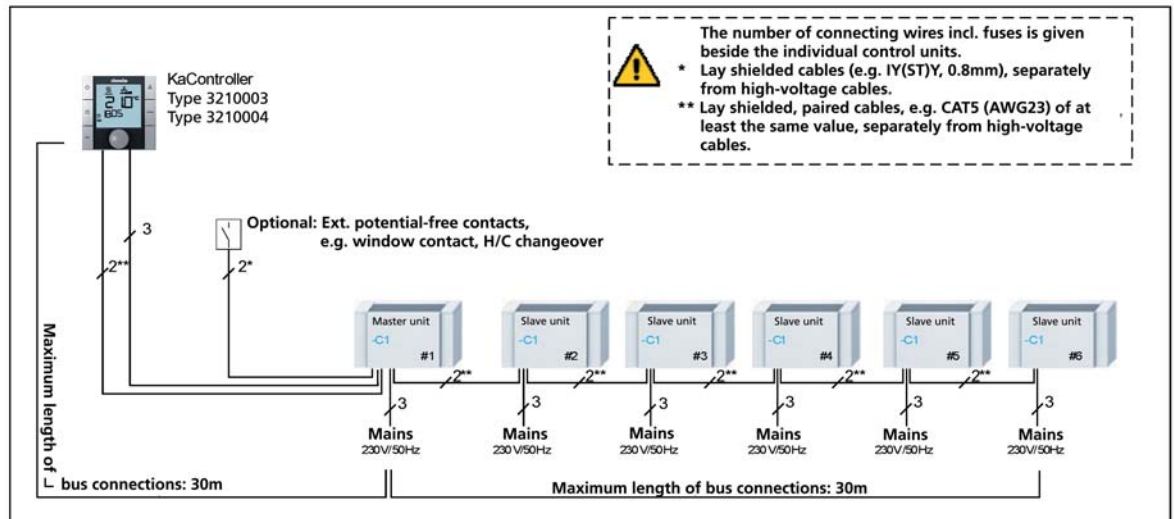 The number of connecting wires incl. fuses is given
beside the individual control units.
* Lay shielded cables (e.g. IY(ST)Y, 0.8mm), separately
from high-voltage cables.
** Lay shielded, paired cables, e.g. CAT5 (AWG23) of at
least the same value, separately from high-voltage
cables.
KaController
Type 3210003
Type 3210004
3
2**
Optional: Ext. potential-free contacts,
e.g. window contact, H/C changeover
2*
Master unit
-C1
#1
Slave unit
-C1
#2
Slave unit
-C1
#3
Slave unit
-C1
#4
Slave unit
-C1
#5
Slave unit
-C1
#6
2**
2**
2**
2**
2**
3
3
3
3
3
3
Mains
230V/50Hz
Mains
230V/50Hz
Mains
230V/50Hz
Mains
230V/50Hz
Mains
230V/50Hz
Mains
230V/50Hz
Maximum length of
bus connections: 30m
Maximum length of bus connections: 30m